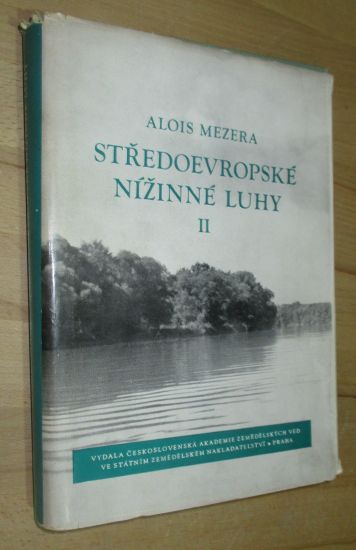 ALOIS MEZERA
STŘEDOEVROPSKÉ
NÍŽINNÉ LUHY
II
VYDALA ČESKOSLOVENSKÁ AKADEMIE ZEMĚDĚLSKÝCH VĚD
VE STÁTNÍM ZEMĚDĚLSKÉM NAKLADATELSTVÍ • PRAHA